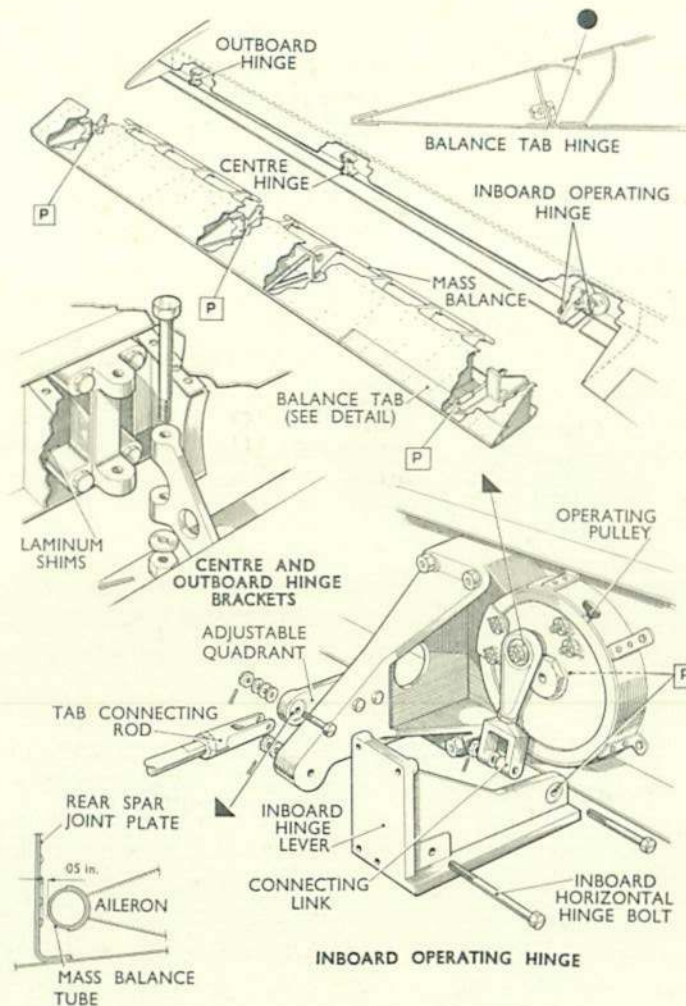 OUTBOARD
HINGE
BALANCE TAB HINGE
CENTRE
HINGE
INBOARD OPERATING
HINGE
P
MASS
BALANCE
P
BALANCE TAB
(SEE DETAIL)
P
LAMINUM
SHIMS
CENTRE AND
OUTBOARD HINGE
BRACKETS
OPERATING
PULLEY
ADJUSTABLE
QUADRANT
P
TAB CONNECTING
ROD
REAR SPAR
JOINT PLATE
05 in.
AILERON
MASS BALANCE
TUBE
INBOARD
HINGE
LEVER
CONNECTING
LINK
INBOARD
HORIZONTAL
HINGE BOLT
INBOARD OPERATING HINGE